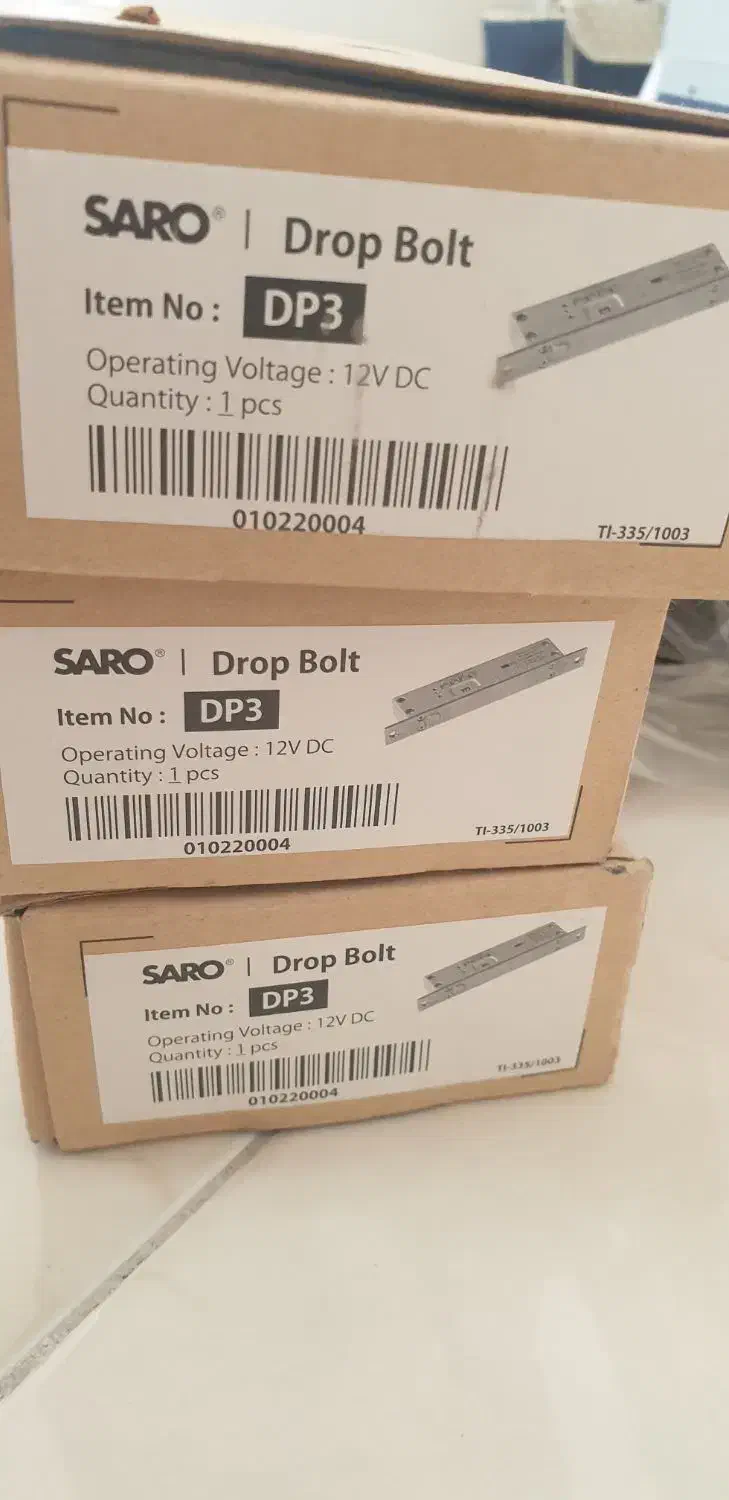 SARO® | Drop Bolt
Item No : DP3
Operating Voltage : 12V DC
Quantity : 1 pcs
010220004
TI-335/1003
SARO® | Drop Bolt
Item No : DP3
Operating Voltage : 12V DC
Quantity : 1 pcs
010220004
TI-335/1003
SARO® | Drop Bolt
Item No : DP3
Operating Voltage : 12V DC
Quantity : 1 pcs
010220004
TI-335/1003